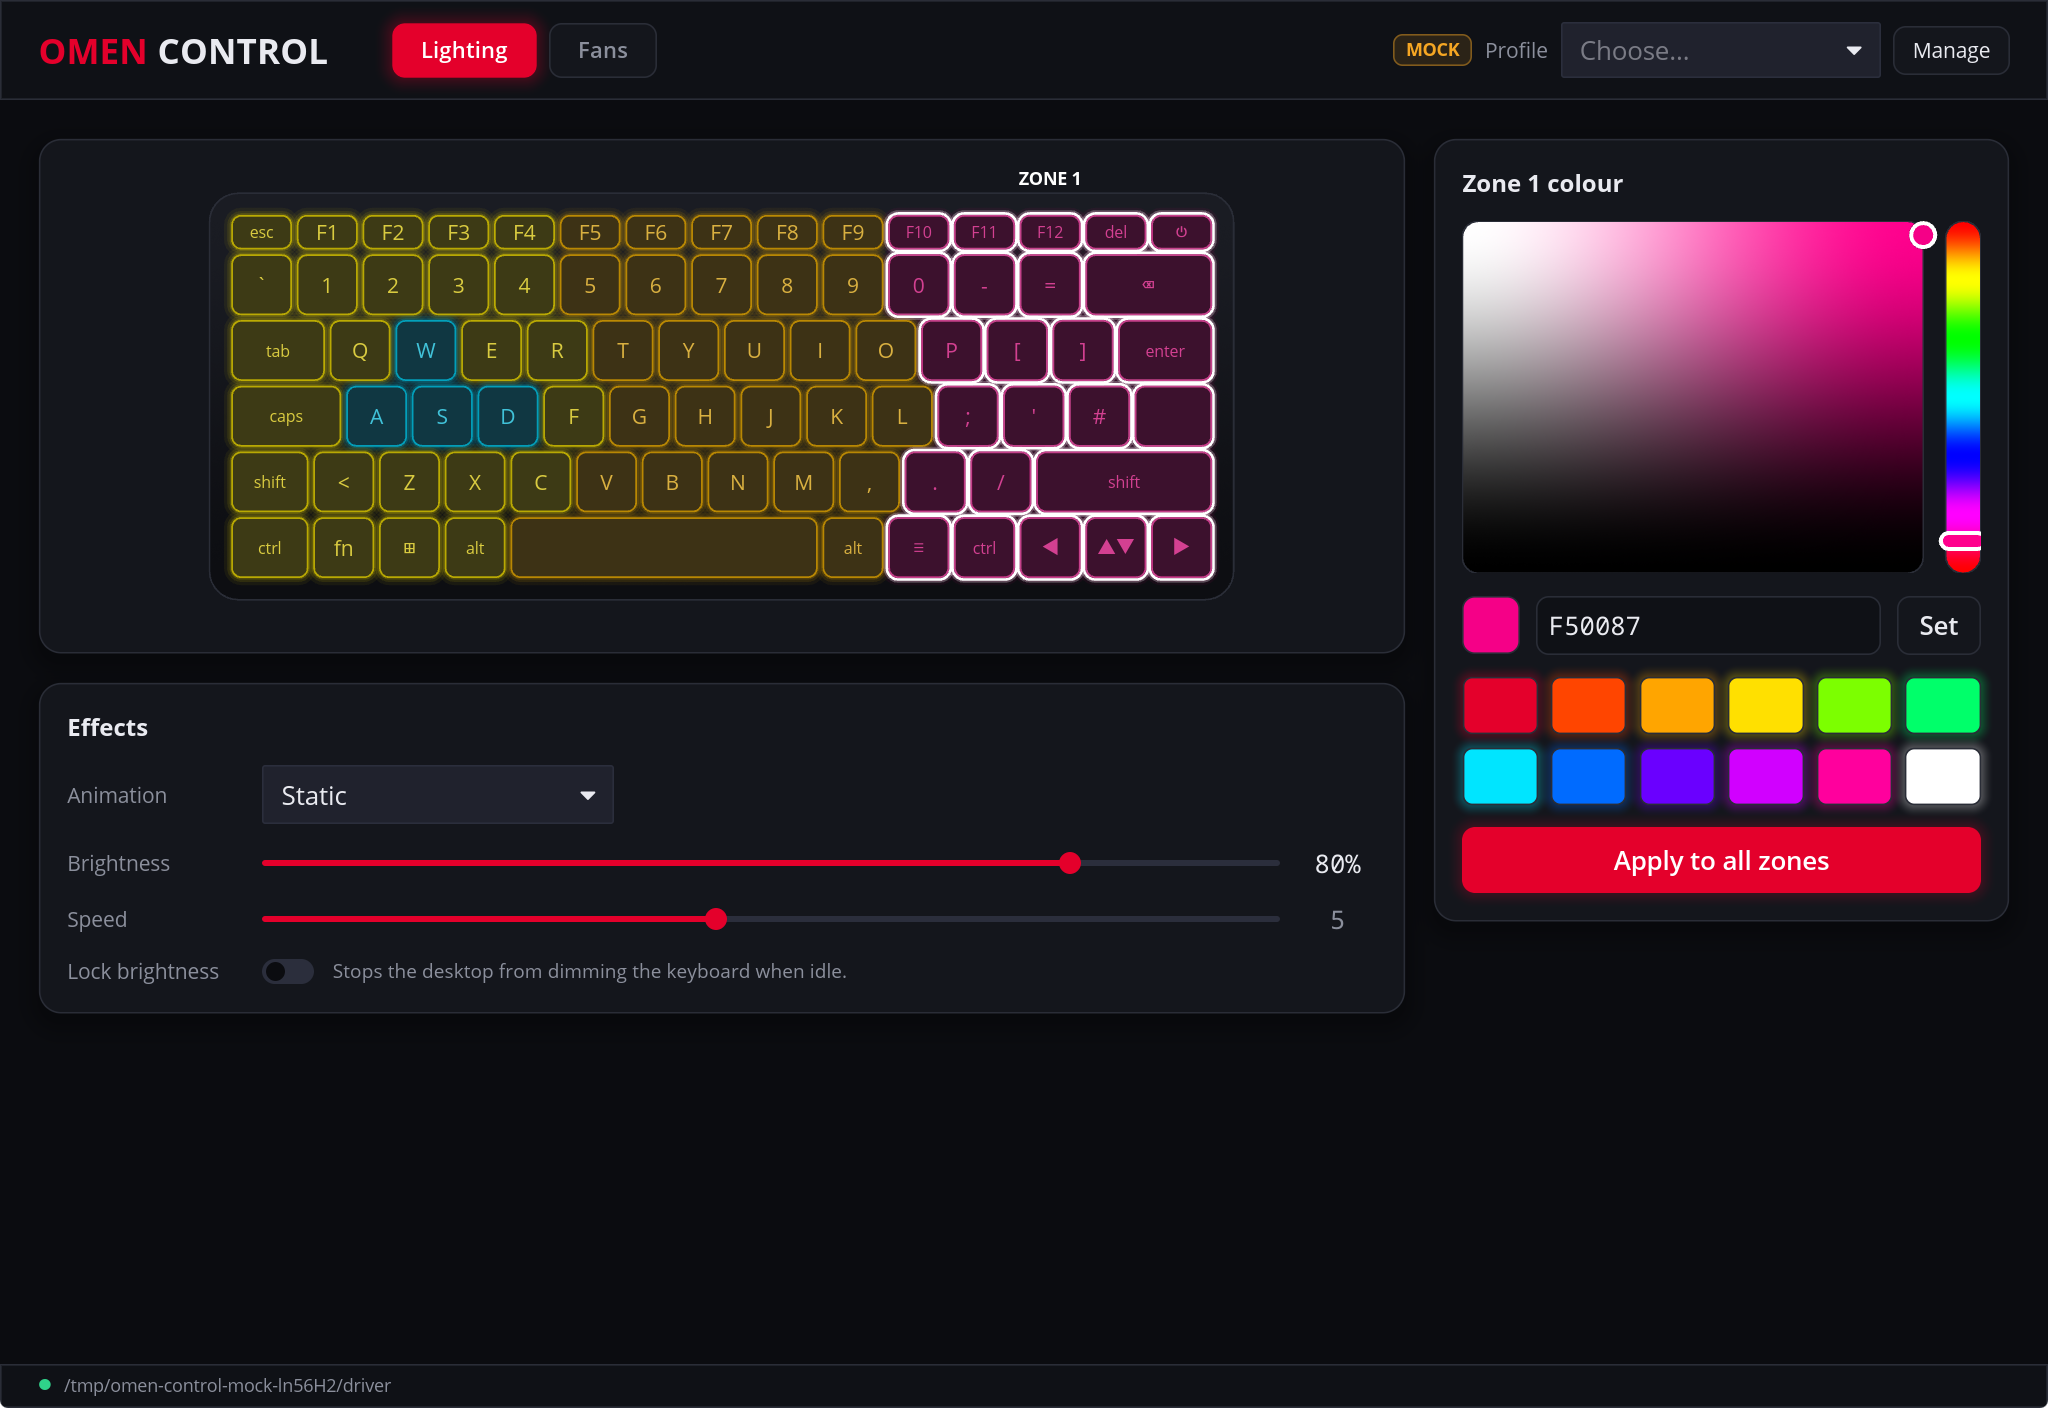 OMEN CONTROL Lighting Fans MOCK Profile Choose... Manage
ZONE 1
esc F1 F2 F3 F4 F5 F6 F7 F8 F9 F10 F11 F12 del ⏻
` 1 2 3 4 5 6 7 8 9 0 - = ⌫
tab Q W E R T Y U I O P [ ] enter
caps A S D F G H J K L ; ' #
shift < Z X C V B N M , . / shift
ctrl fn ⊞ alt alt ≡ ctrl ◀ ▲▼ ▶
Zone 1 colour
F50087 Set
Apply to all zones
Effects
Animation Static
Brightness 80%
Speed 5
Lock brightness Stops the desktop from dimming the keyboard when idle.
/tmp/omen-control-mock-ln56H2/driver